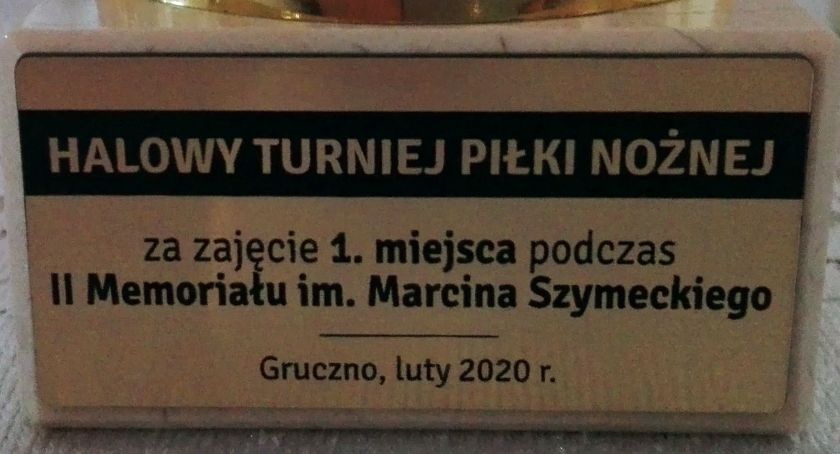 HALOWY TURNIEJ PIŁKI NOŻNEJ
za zajęcie 1. miejsca podczas
II Memoriału im. Marcina Szymeckiego
Gruczno, luty 2020 r.